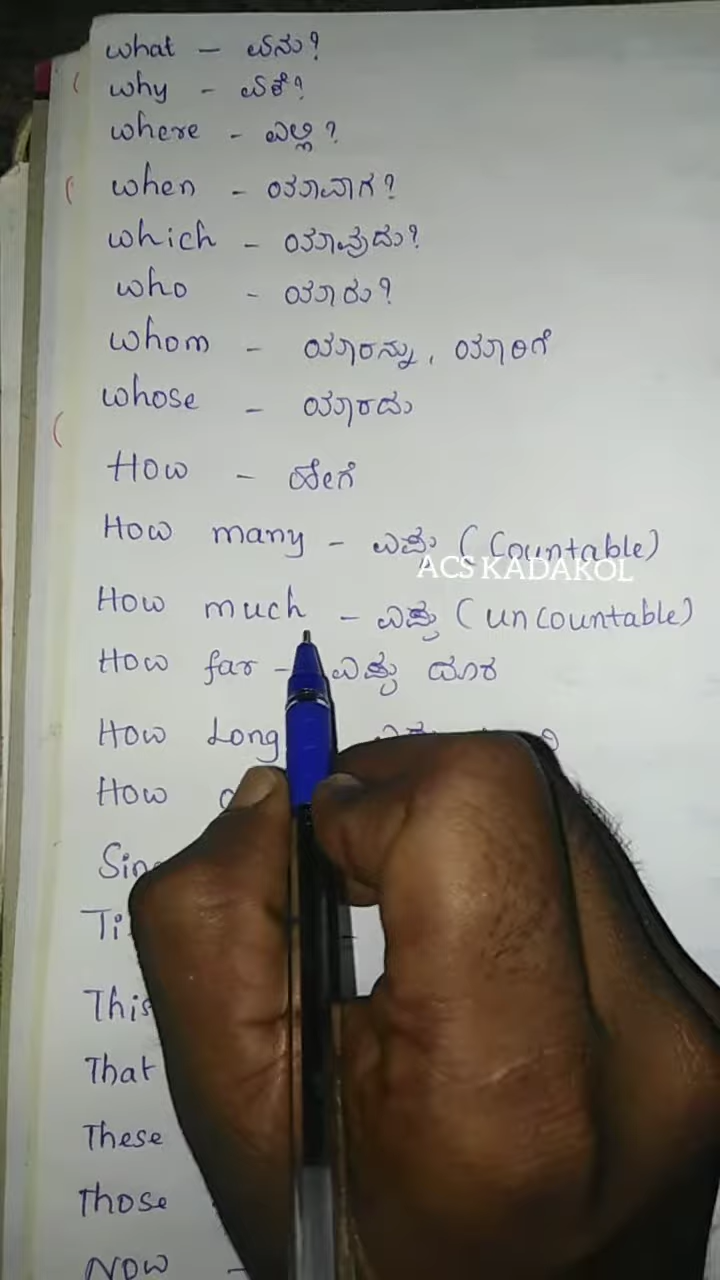 what - ಏನು?
why - ಏಕೆ?
where - ಎಲ್ಲಿ?
when - ಯಾವಾಗ?
which - ಯಾವುದು?
who - ಯಾರು?
whom - ಯಾರನ್ನು, ಯಾರಿಗೆ
whose - ಯಾರದು
How - ಹೇಗೆ
How many - ಎಷ್ಟು (Countable)
ACS KADAKOL
How much - ಎಷ್ಟು (uncountable)
How far - ಎಷ್ಟು ದೂರ
How Long
How
This
That
These
Those
Now -